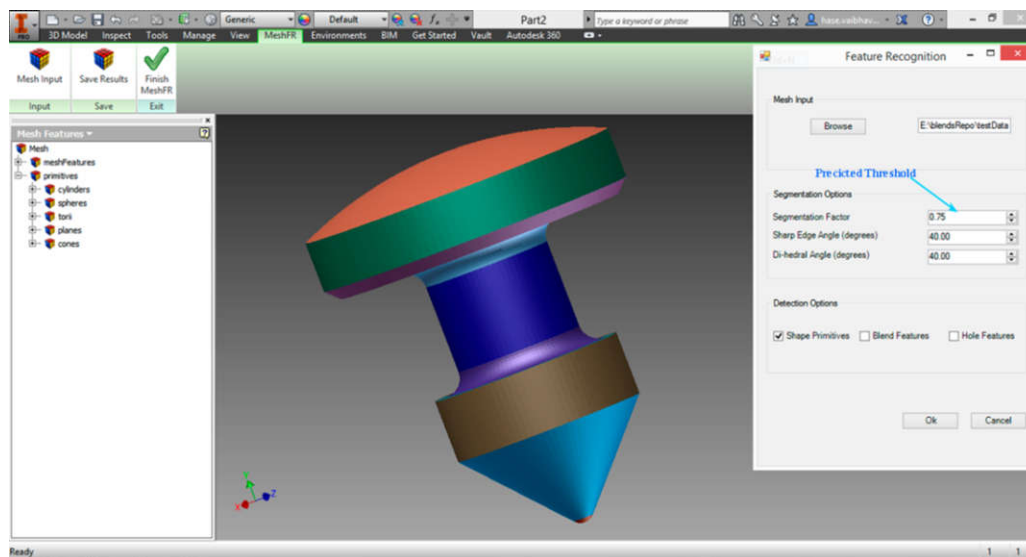 PRO
Generic
Default
Part2
Type a keyword or phrase
hase.vaibhav...
3D Model Inspect Tools Manage View MeshFR Environments BIM Get Started Vault Autodesk 360
Mesh Input
Save Results
Finish
MeshFR
Input
Save
Exit
Mesh Features
Mesh
meshFeatures
primitives
cylinders
spheres
torii
planes
cones
Y
X
Z
Feature Recognition
Mesh Input
Browse
E:\blendsRepo\testData
Precicted Threshold
Segmentation Options
Segmentation Factor 0.75
Sharp Edge Angle (degrees) 40.00
Di-hedral Angle (degrees) 40.00
Detection Options
Shape Primitives Blend Features Hole Features
Ok Cancel
Ready
1 1